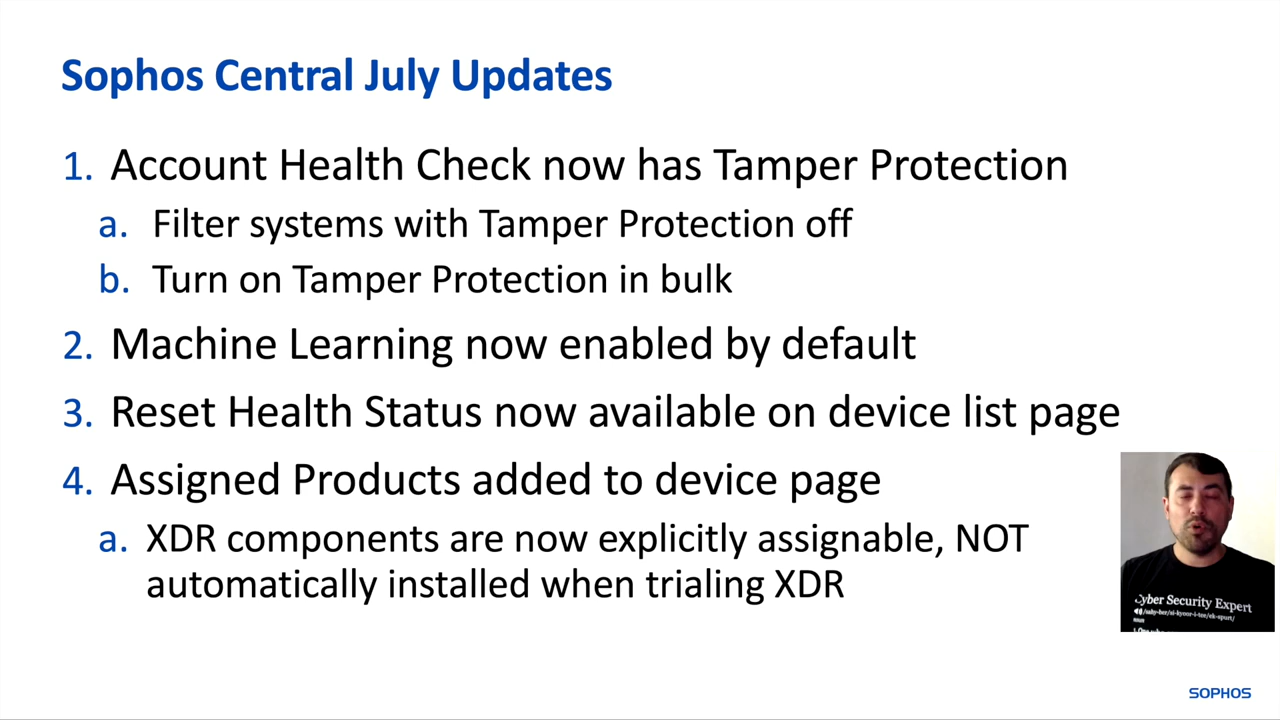 Sophos Central July Updates
1. Account Health Check now has Tamper Protection
a. Filter systems with Tamper Protection off
b. Turn on Tamper Protection in bulk
2. Machine Learning now enabled by default
3. Reset Health Status now available on device list page
4. Assigned Products added to device page
a. XDR components are now explicitly assignable, NOT
automatically installed when trialing XDR
Cyber Security Expert
noun
SOPHOS